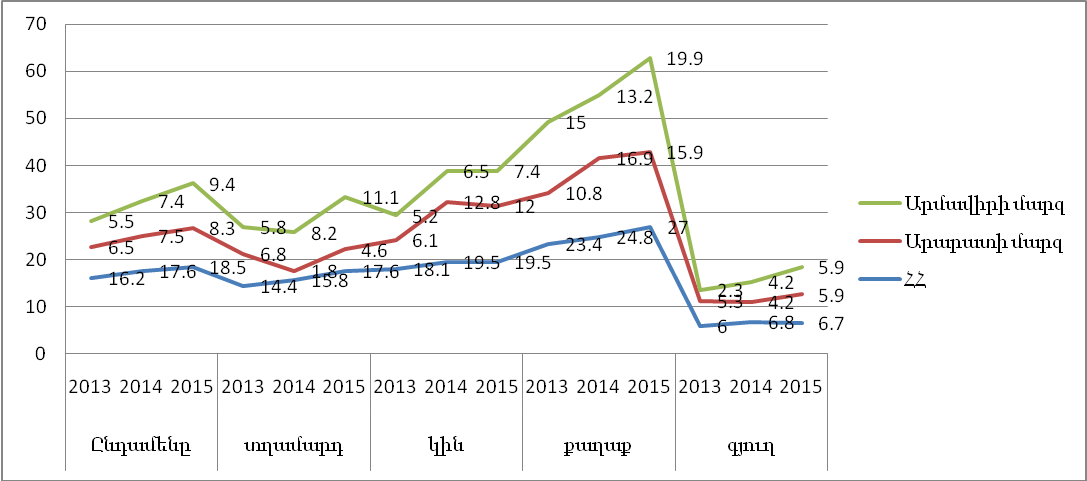 70
60
50
40
30
20
10
0
5.5 7.4 9.4 5.8 8.2 11.1 5.2 6.5 7.4 15 13.2 19.9 2.3 4.2 5.9
6.5 7.5 8.3 6.8 1.8 4.6 6.1 12.8 12 10.8 16.9 15.9 5.3 4.2 5.9
16.2 17.6 18.5 14.4 15.8 17.6 18.1 19.5 19.5 23.4 24.8 27 6 6.8 6.7
2013 2014 2015 2013 2014 2015 2013 2014 2015 2013 2014 2015 2013 2014 2015
Ընդամենը տղամարդ կին քաղաք գյուղ
Արմավիրի մարզ
Արարատի մարզ
ՀՀ